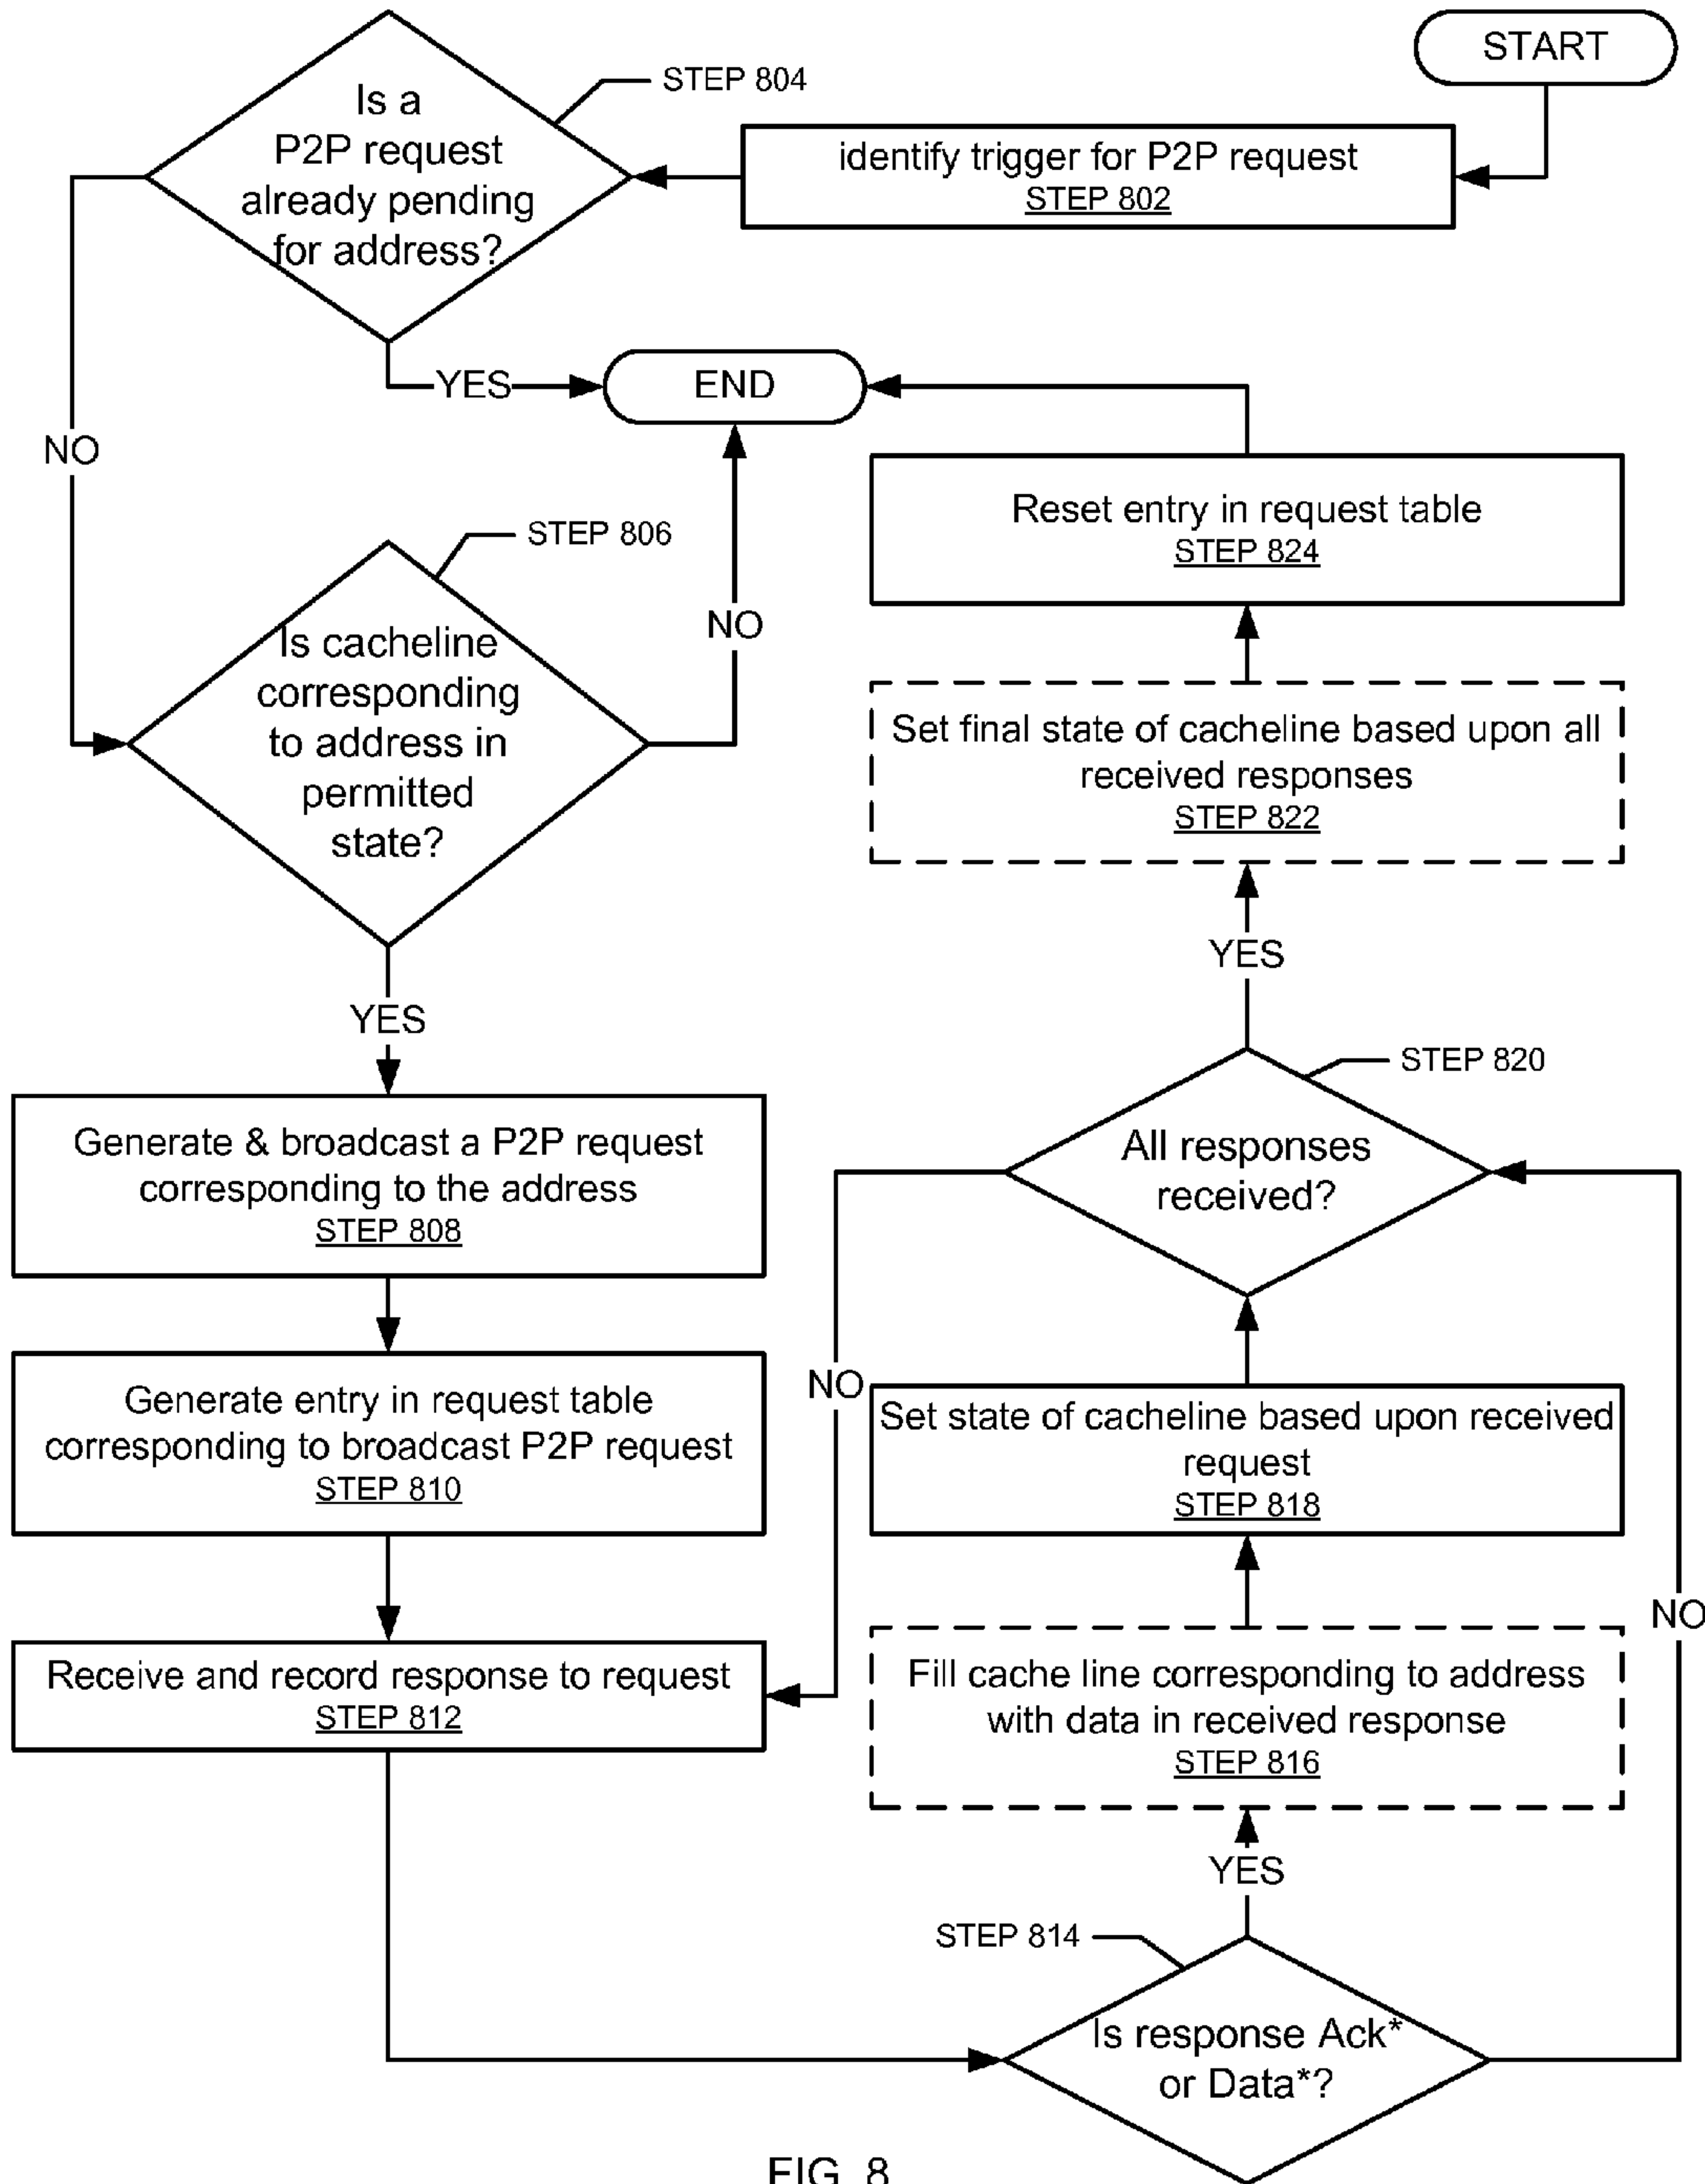 START
identify trigger for P2P request
STEP 802
STEP 804
Is a
P2P request
already pending
for address?
YES
END
NO
STEP 806
Is cacheline
corresponding
to address in
permitted
state?
NO
YES
Generate & broadcast a P2P request
corresponding to the address
STEP 808
Generate entry in request table
corresponding to broadcast P2P request
STEP 810
Receive and record response to request
STEP 812
STEP 814
Is response Ack*
or Data*?
YES
NO
Fill cache line corresponding to address
with data in received response
STEP 816
Set state of cacheline based upon received
request
STEP 818
STEP 820
All responses
received?
NO
YES
Set final state of cacheline based upon all
received responses
STEP 822
Reset entry in request table
STEP 824
FIG. 8